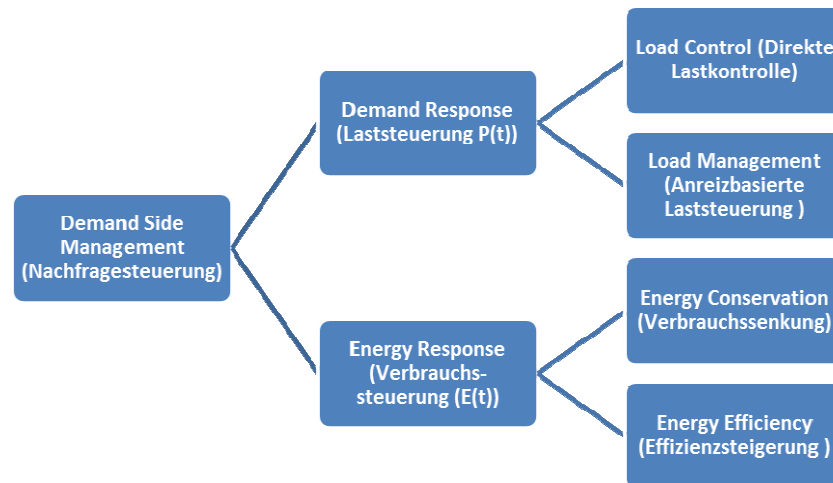 Demand Side
Management
(Nachfragesteuerung)
Demand Response
(Laststeuerung P(t))
Load Control (Direkte
Lastkontrolle)
Load Management
(Anreizbasierte
Laststeuerung )
Energy Response
(Verbrauchs-
steuerung (E(t))
Energy Conservation
(Verbrauchssenkung)
Energy Efficiency
(Effizienzsteigerung )